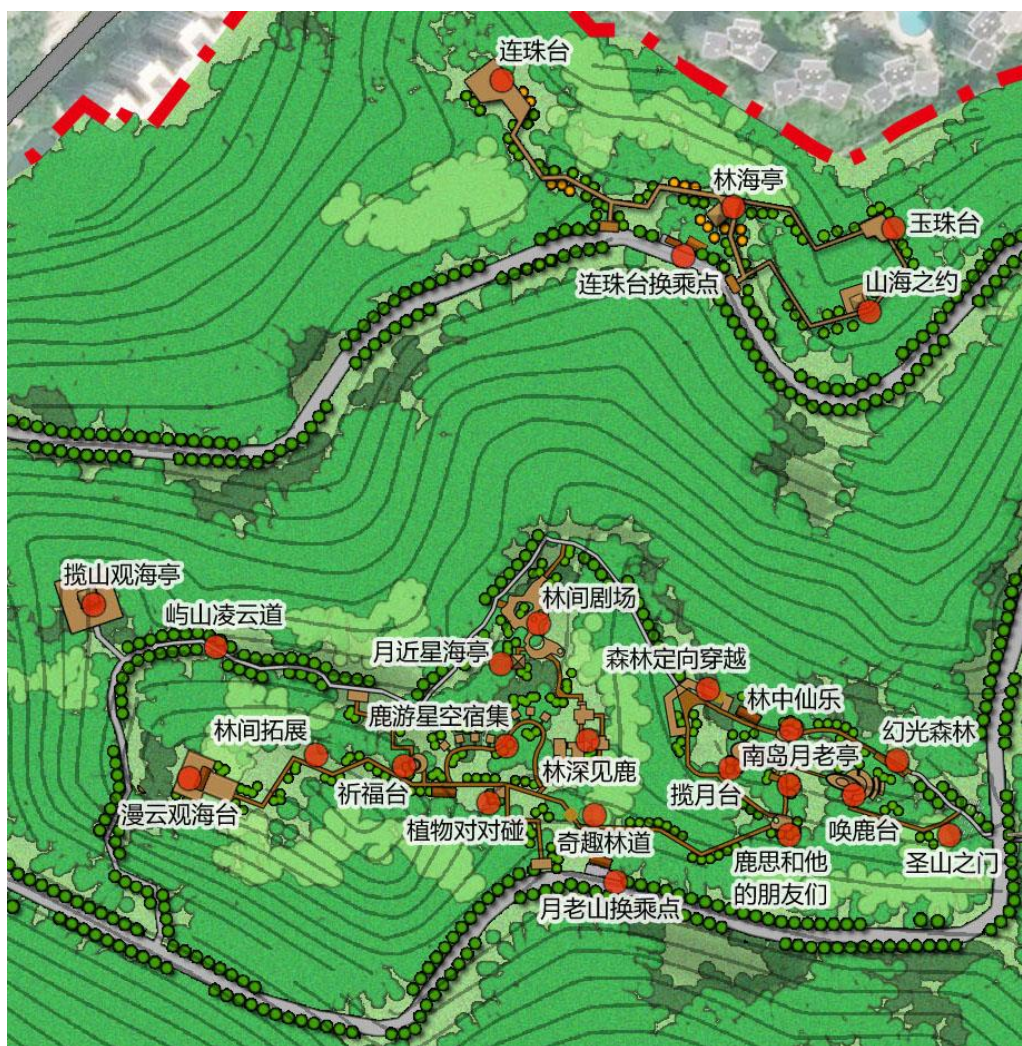 连珠台
林海亭
玉珠台
连珠台换乘点
山海之约
揽山观海亭
屿山凌云道
林间剧场
月近星海亭
森林定向穿越
林中仙乐
鹿游星空宿集
林间拓展
幻光森林
南岛月老亭
林深见鹿
祈福台
揽月台
漫云观海台
植物对对碰
奇趣林道
唤鹿台
圣山之门
鹿思和他
的朋友们
月老山换乘点